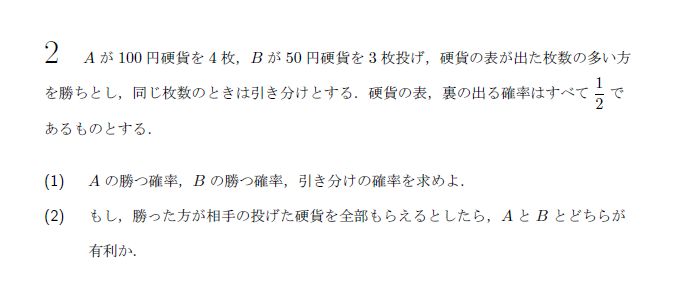 2 A が 100 円硬貨を 4 枚，B が 50 円硬貨を 3 枚投げ，硬貨の表が出た枚数の多い方
を勝ちとし，同じ枚数のときは引き分けとする．硬貨の表，裏の出る確率はすべて 1/2 で
あるものとする．
(1) A の勝つ確率，B の勝つ確率，引き分けの確率を求めよ．
(2) もし，勝った方が相手の投げた硬貨を全部もらえるとしたら，A と B とどちらが
有利か．